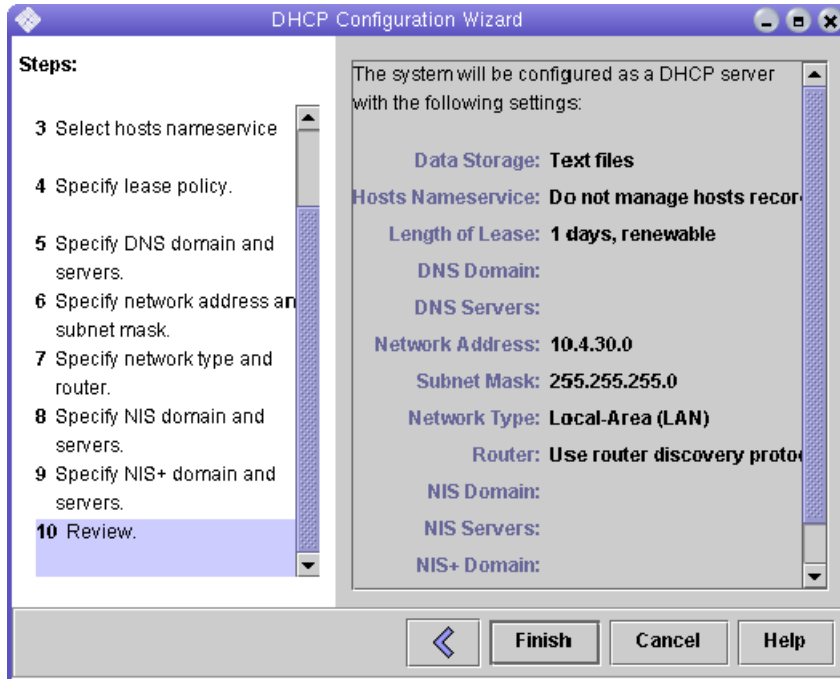 DHCP Configuration Wizard
Steps:
3 Select hosts nameservice
4 Specify lease policy.
5 Specify DNS domain and
servers.
6 Specify network address an
subnet mask.
7 Specify network type and
router.
8 Specify NIS domain and
servers.
9 Specify NIS+ domain and
servers.
10 Review.
The system will be configured as a DHCP server
with the following settings:
Data Storage: Text files
Hosts Nameservice: Do not manage hosts recor
Length of Lease: 1 days, renewable
DNS Domain:
DNS Servers:
Network Address: 10.4.30.0
Subnet Mask: 255.255.255.0
Network Type: Local-Area (LAN)
Router: Use router discovery proto
NIS Domain:
NIS Servers:
NIS+ Domain:
Finish Cancel Help